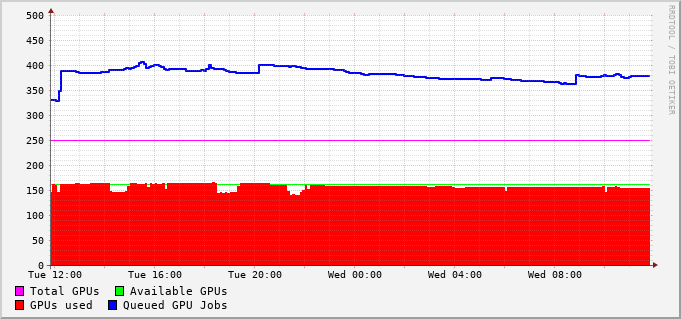 500
450
400
350
300
250
200
150
100
50
0
Tue 12:00 Tue 16:00 Tue 20:00 Wed 00:00 Wed 04:00 Wed 08:00
Total GPUs Available GPUs
GPUs used Queued GPU Jobs
RRDTOOL / TOBI OETIKER